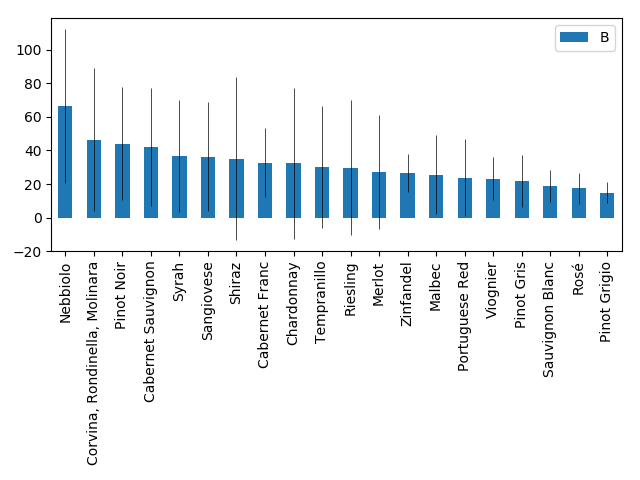 B
100
80
60
40
20
0
−20
Nebbiolo
Corvina, Rondinella, Molinara
Pinot Noir
Cabernet Sauvignon
Syrah
Sangiovese
Shiraz
Cabernet Franc
Chardonnay
Tempranillo
Riesling
Merlot
Zinfandel
Malbec
Portuguese Red
Viognier
Pinot Gris
Sauvignon Blanc
Rosé
Pinot Grigio